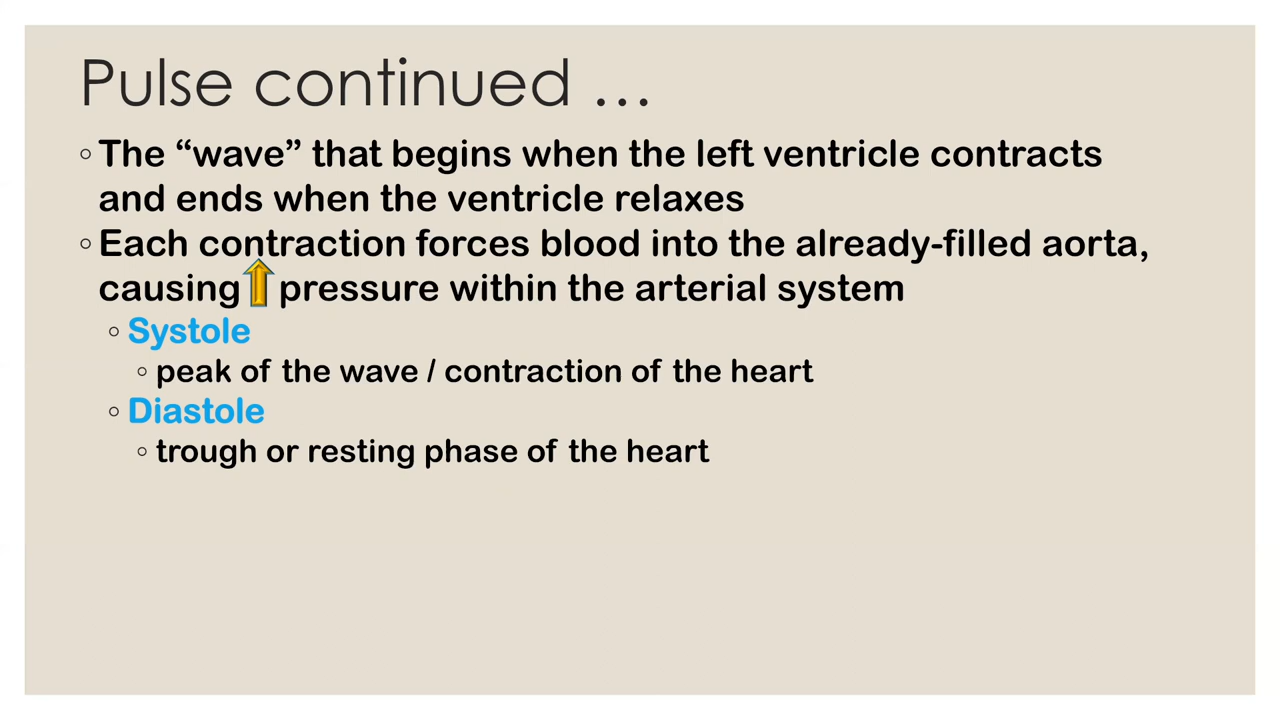 Pulse continued …
◦ The “wave” that begins when the left ventricle contracts
and ends when the ventricle relaxes
◦ Each contraction forces blood into the already-filled aorta,
causing pressure within the arterial system
◦ Systole
◦ peak of the wave / contraction of the heart
◦ Diastole
◦ trough or resting phase of the heart